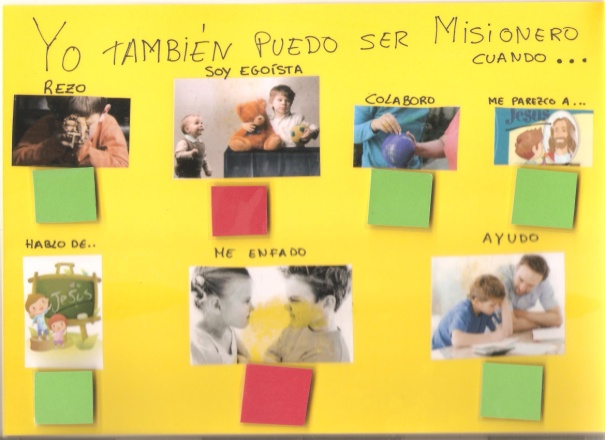 Yo TAMBIÉN PUEDO SER MISIONERO
CUANDO ...
REZO
SOY EGOÍSTA
COLABORO
ME PAREZCO A...
Jesús
HABLO DE..
JESÚS
ME ENFADO
AYUDO